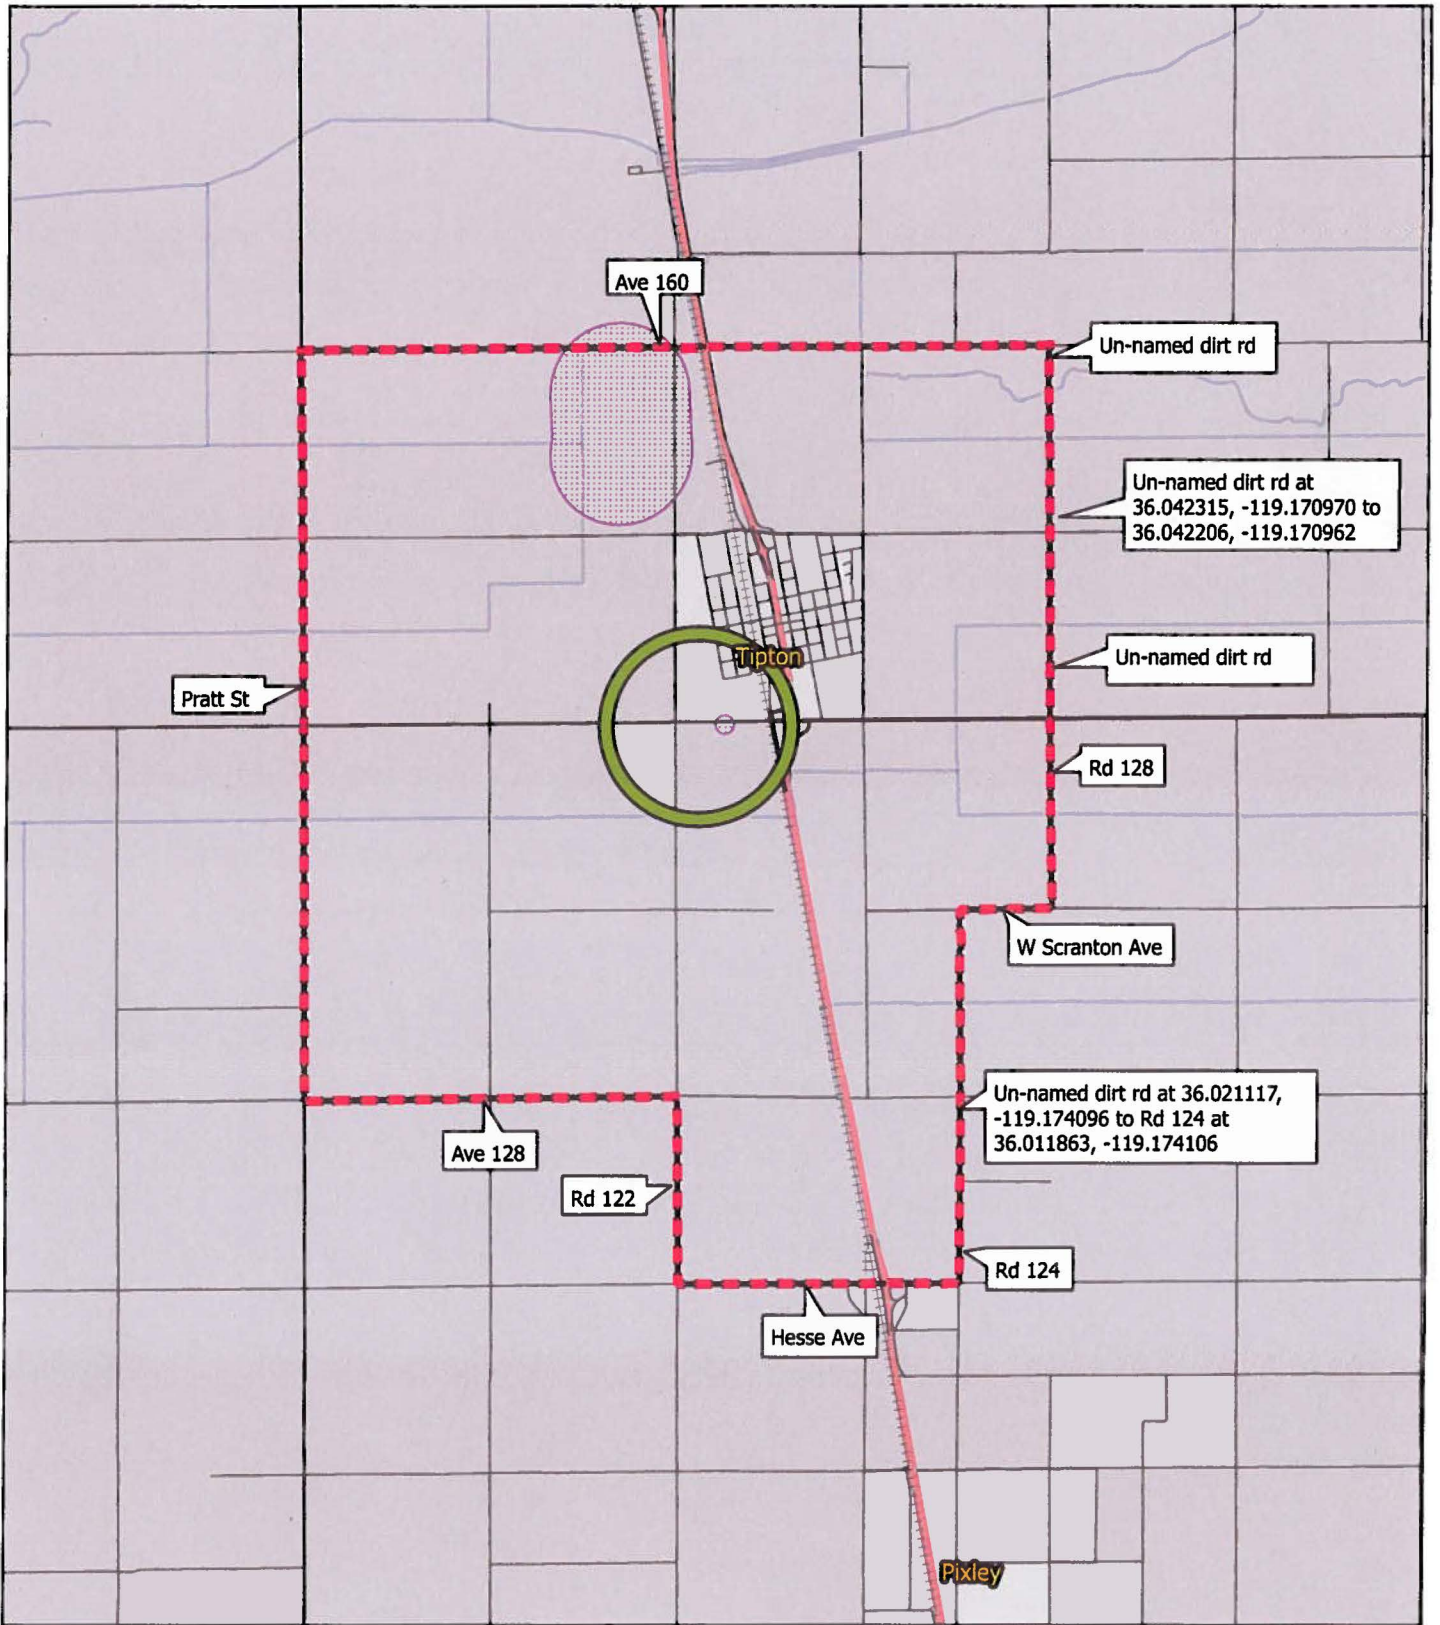 Ave 160
Un-named dirt rd
Un-named dirt rd at
36.042315, -119.170970 to
36.042206, -119.170962
Tipton
Un-named dirt rd
Pratt St
Rd 128
W Scranton Ave
Un-named dirt rd at 36.021117,
-119.174096 to Rd 124 at
36.011863, -119.174106
Ave 128
Rd 122
Rd 124
Hesse Ave
Pixley